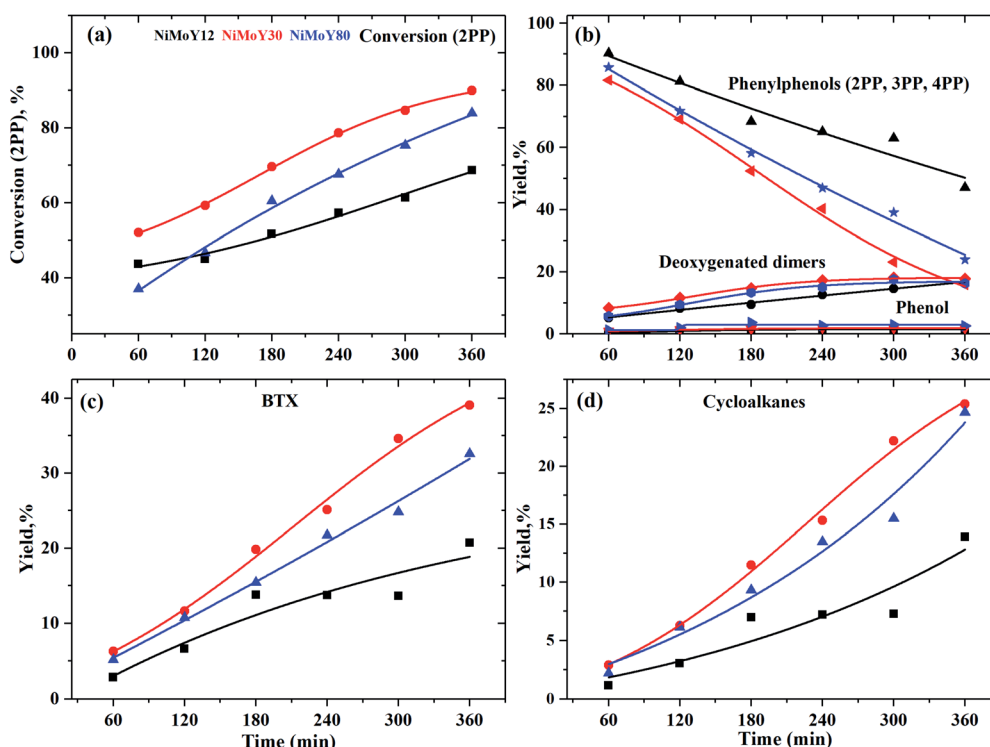 (a) NiMoY12 NiMoY30 NiMoY80 Conversion (2PP)
Conversion (2PP), %
100
80
60
40
0 60 120 180 240 300 360
(b)
Phenylphenols (2PP, 3PP, 4PP)
Deoxygenated dimers
Phenol
Yield,%
100
80
60
40
20
0
60 120 180 240 300 360
(c) BTX
Yield,%
40
30
20
10
0
60 120 180 240 300 360
Time (min)
(d) Cycloalkanes
Yield,%
25
20
15
10
5
0
60 120 180 240 300 360
Time (min)